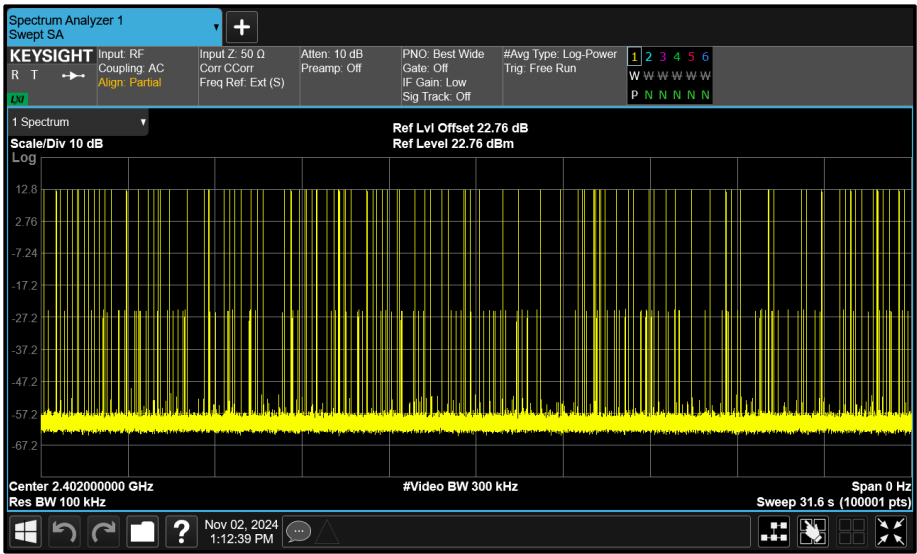 Spectrum Analyzer 1
Swept SA
+
KEYSIGHT
R T
LXI
Input: RF
Coupling: AC
Align: Partial
Input Z: 50 Ω
Corr CCorr
Freq Ref: Ext (S)
Atten: 10 dB
Preamp: Off
PNO: Best Wide
Gate: Off
IF Gain: Low
Sig Track: Off
#Avg Type: Log-Power
Trig: Free Run
1 2 3 4 5 6
W W W W W W
P N N N N N
1 Spectrum
Scale/Div 10 dB
Ref Lvl Offset 22.76 dB
Ref Level 22.76 dBm
Log
12.8
2.76
-7.24
-17.2
-27.2
-37.2
-47.2
-57.2
-67.2
Center 2.402000000 GHz
#Video BW 300 kHz
Span 0 Hz
Res BW 100 kHz
Sweep 31.6 s (100001 pts)
?
Nov 02, 2024
1:12:39 PM